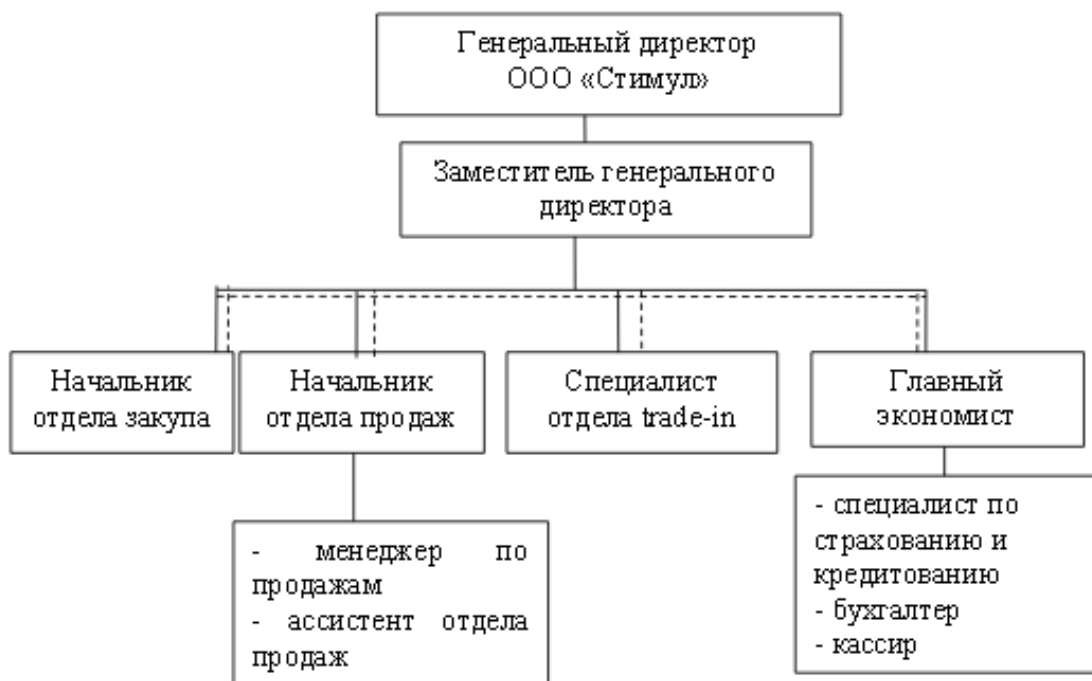 Генеральный директор
ООО «Стимул»
Заместитель генерального
директора
Начальник
отдела закупа
Начальник
отдела продаж
Специалист
отдела trade-in
Главный
экономист
- менеджер по
продажам
- ассистент отдела
продаж
- специалист по
страхованию и
кредитованию
- бухгалтер
- кассир